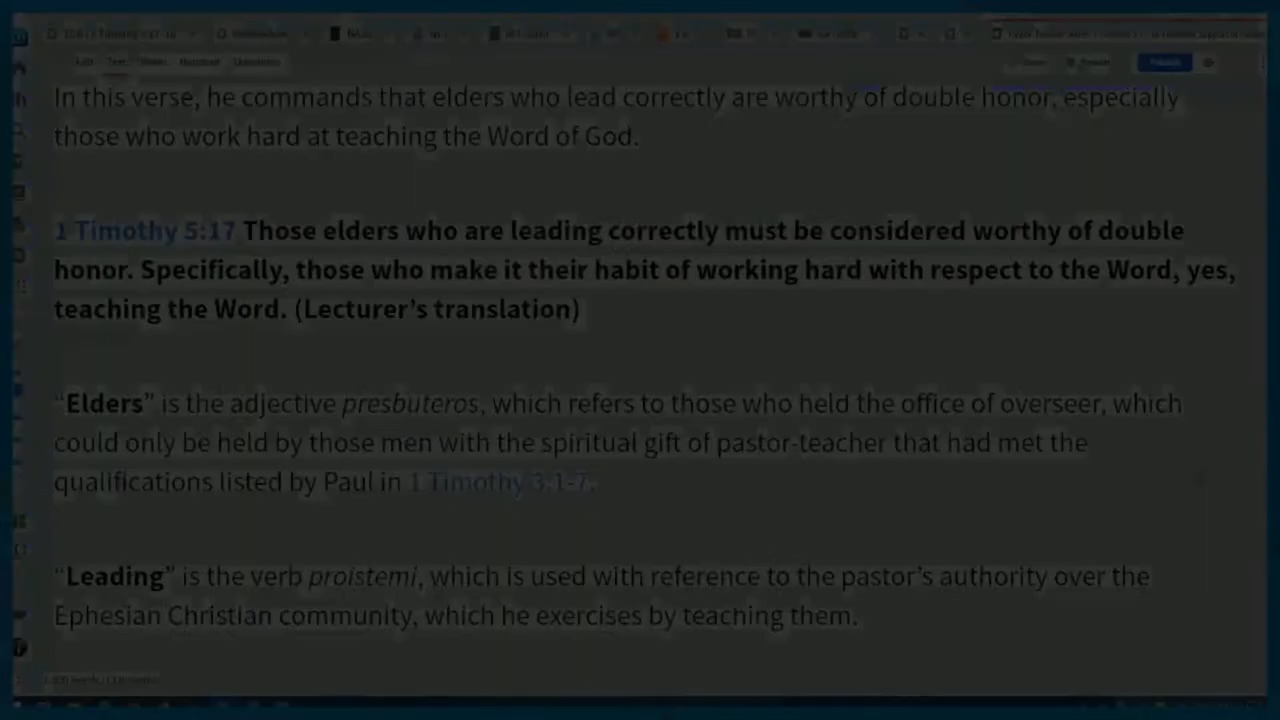 In this verse, he commands that elders who lead correctly are worthy of double honor, especially
those who work hard at teaching the Word of God.
1 Timothy 5:17 Those elders who are leading correctly must be considered worthy of double
honor. Specifically, those who make it their habit of working hard with respect to the Word, yes,
teaching the Word. (Lecturer’s translation)
“Elders” is the adjective presbuteros, which refers to those who held the office of overseer, which
could only be held by those men with the spiritual gift of pastor-teacher that had met the
qualifications listed by Paul in 1 Timothy 3:1-7.
“Leading” is the verb proistemi, which is used with reference to the pastor’s authority over the
Ephesian Christian community, which he exercises by teaching them.